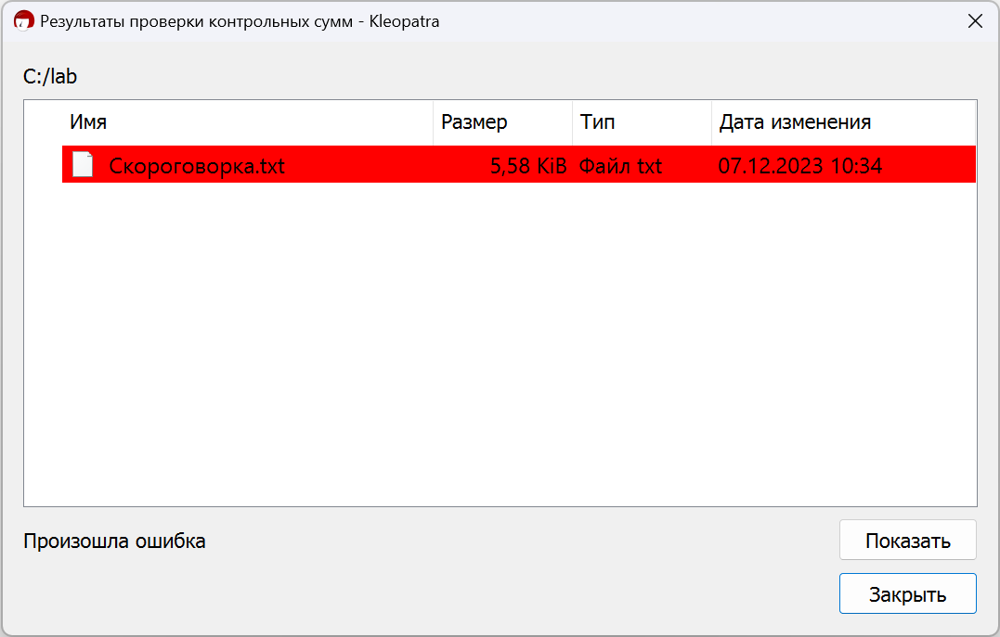 Результаты проверки контрольных сумм - Kleopatra
C:/lab
Имя Размер Тип Дата изменения
Скороговорка.txt 5,58 KiB Файл txt 07.12.2023 10:34
Произошла ошибка Показать
Закрыть